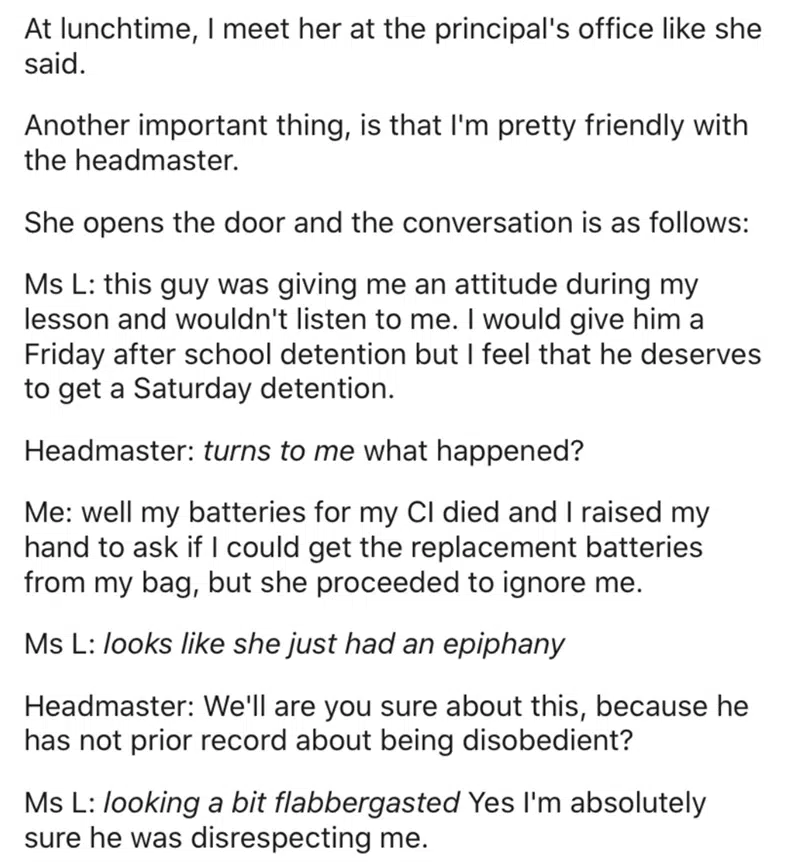 At lunchtime, I meet her at the principal's office like she
said.
Another important thing, is that I'm pretty friendly with
the headmaster.
She opens the door and the conversation is as follows:
Ms L: this guy was giving me an attitude during my
lesson and wouldn't listen to me. I would give him a
Friday after school detention but I feel that he deserves
to get a Saturday detention.
Headmaster: turns to me what happened?
Me: well my batteries for my CI died and I raised my
hand to ask if I could get the replacement batteries
from my bag, but she proceeded to ignore me.
Ms L: looks like she just had an epiphany
Headmaster: We'll are you sure about this, because he
has not prior record about being disobedient?
Ms L: looking a bit flabbergasted Yes I'm absolutely
sure he was disrespecting me.